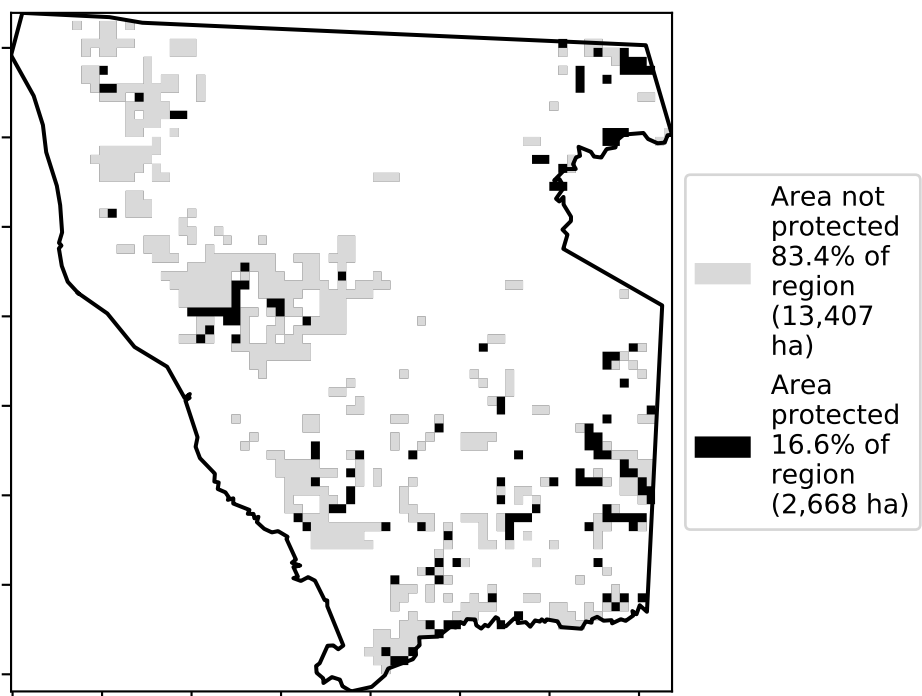 Area not
protected
83.4% of
region
(13,407
ha)
Area
protected
16.6% of
region
(2,668 ha)